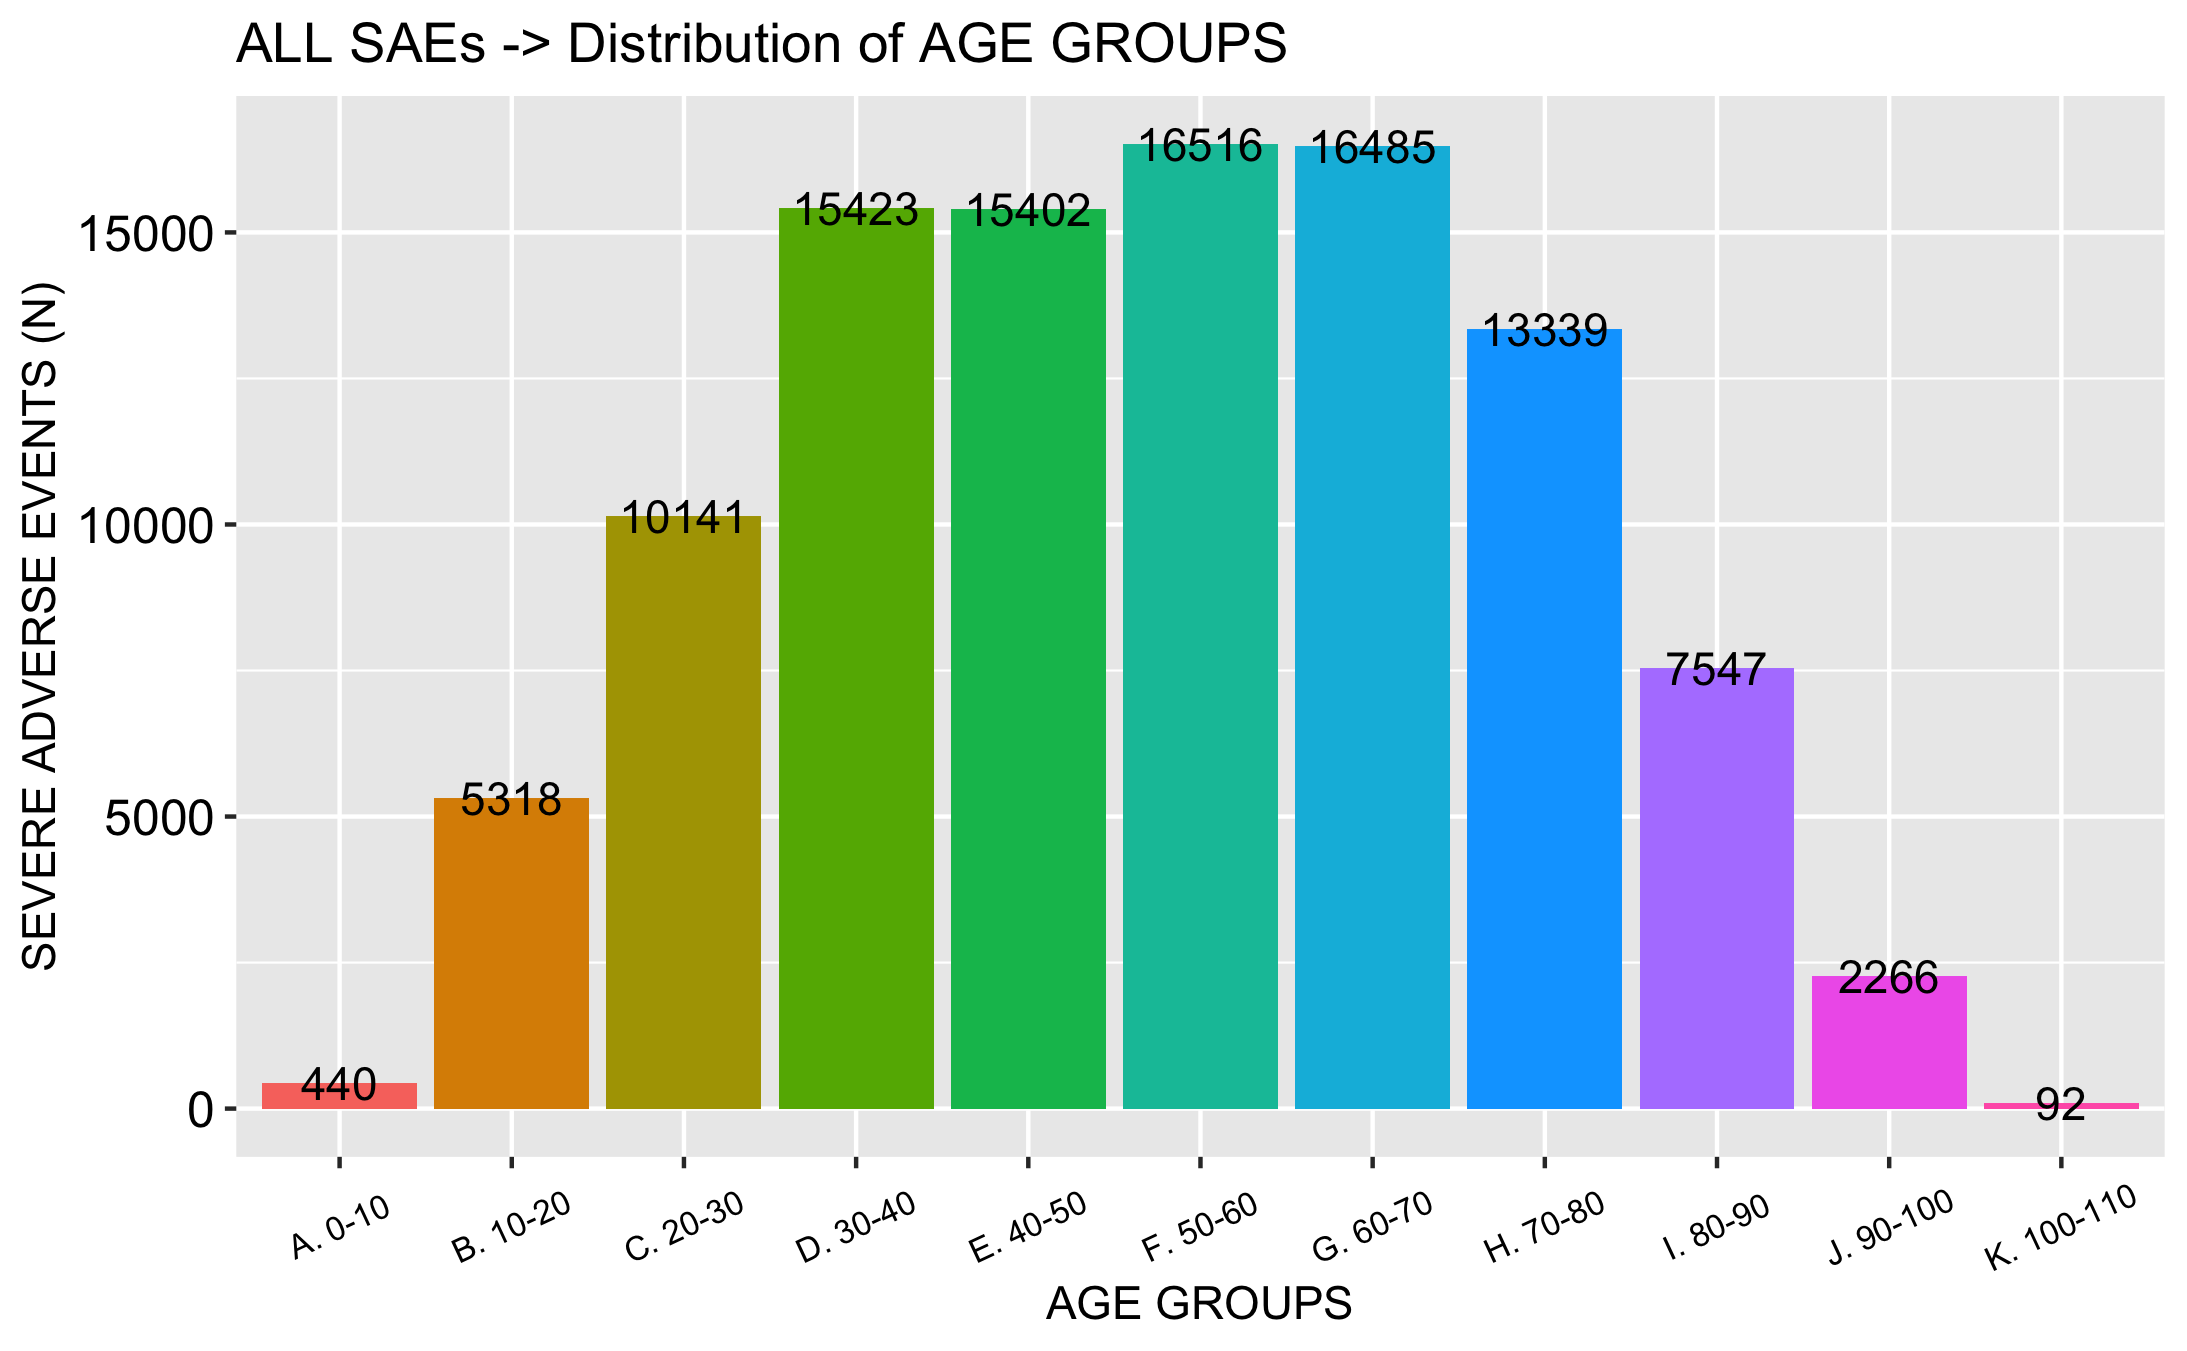 ALL SAEs -> Distribution of AGE GROUPS
SEVERE ADVERSE EVENTS (N)
15000
10000
5000
0
440
5318
10141
15423
15402
16516
16485
13339
7547
2266
92
A. 0-10
B. 10-20
C. 20-30
D. 30-40
E. 40-50
F. 50-60
G. 60-70
H. 70-80
I. 80-90
J. 90-100
K. 100-110
AGE GROUPS